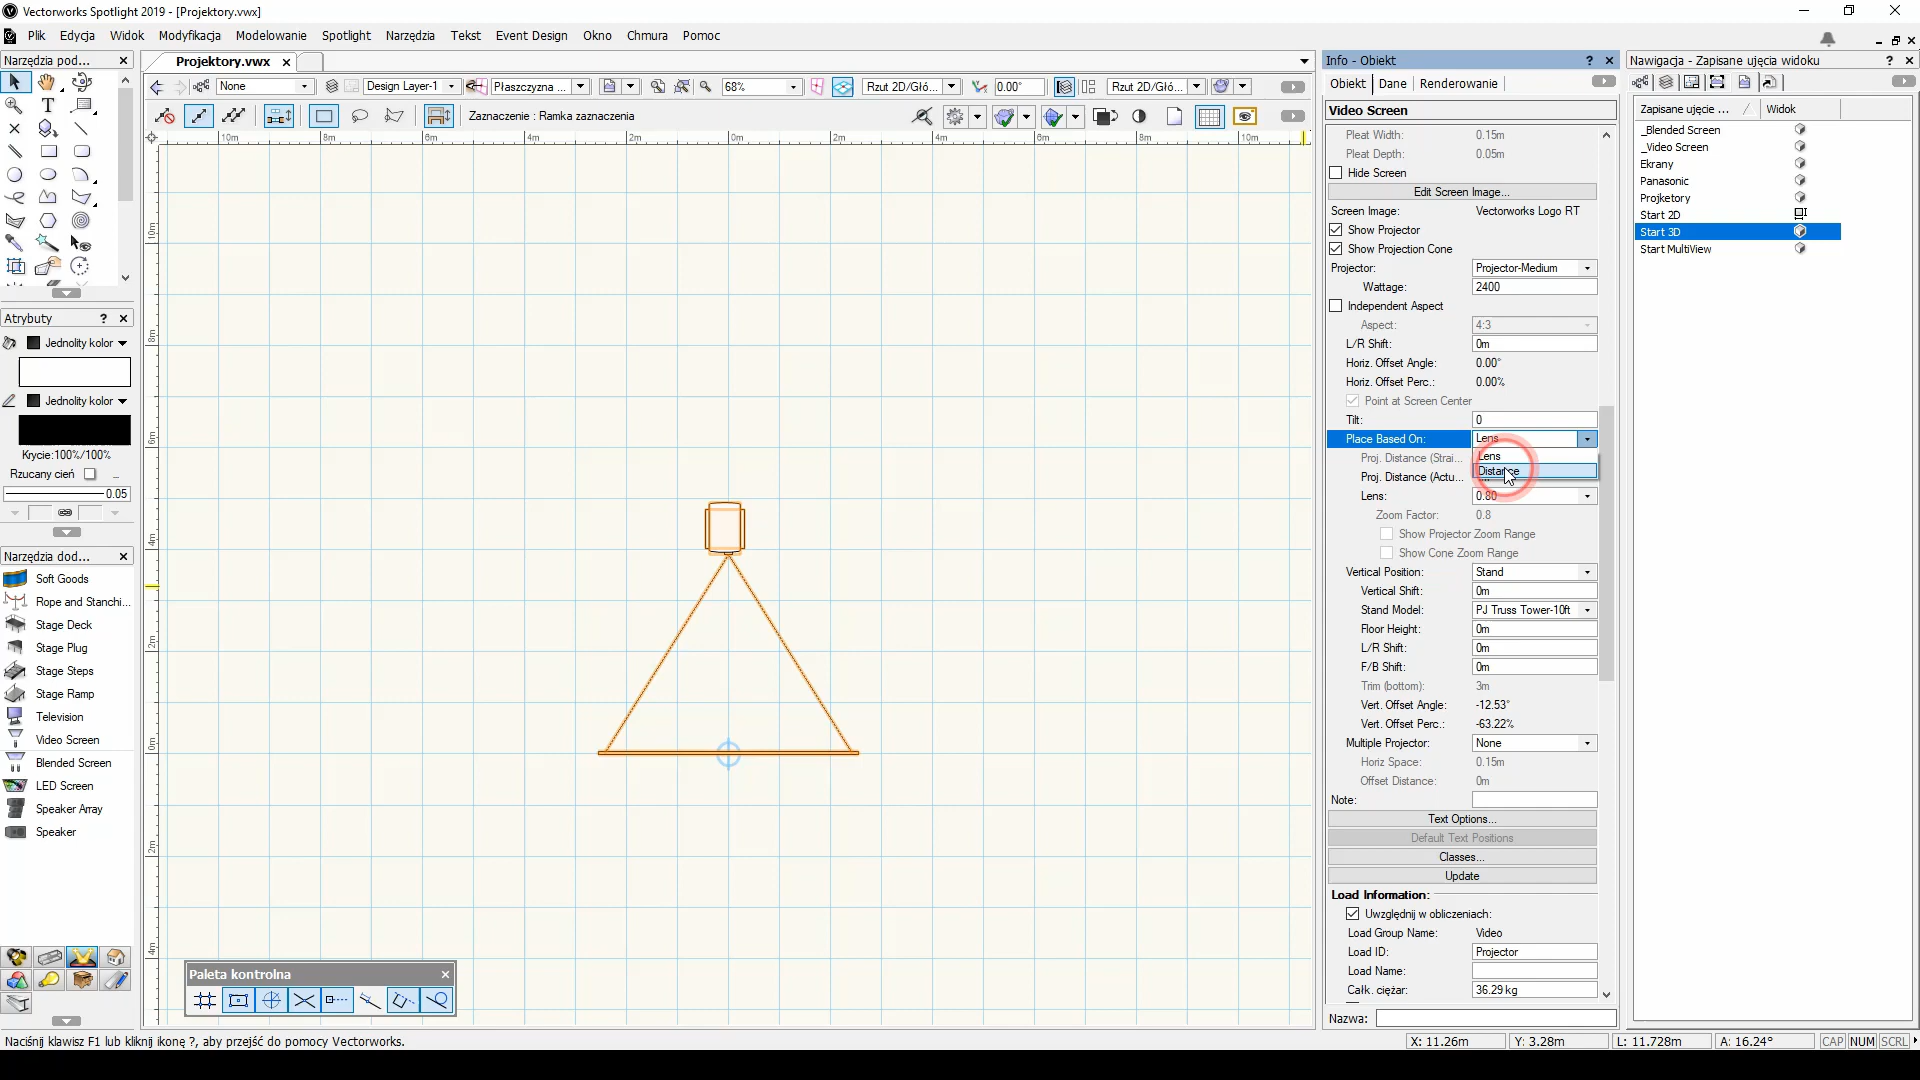 Vectorworks Spotlight 2019 - [Projektory.vwx]
Plik Edycja Widok Modyfikacja Modelowanie Spotlight Narzędzia Tekst Event Design Okno Chmura Pomoc
Narzędzia pod...
Projektory.vwx
None
Design Layer-1
Płaszczyzna ...
68%
Rzut 2D/Głó...
0.00°
Rzut 2D/Głó...
Zaznaczenie : Ramka zaznaczenia
10m 8m 6m 4m 2m 0m 2m 4m 6m 8m 10m
10m
8m
6m
4m
2m
0m
2m
4m
Atrybuty ?
Jednolity kolor
Jednolity kolor
Krycie:100%/100%
Rzucany cień
0.05
Narzędzia dod...
Soft Goods
Rope and Stanchi...
Stage Deck
Stage Plug
Stage Steps
Stage Ramp
Television
Video Screen
Blended Screen
LED Screen
Speaker Array
Speaker
Paleta kontrolna
Info - Obiekt ?
Obiekt Dane Renderowanie
Video Screen
Pleat Width: 0.15m
Pleat Depth: 0.05m
Hide Screen
Edit Screen Image...
Screen Image: Vectorworks Logo RT
Show Projector
Show Projection Cone
Projector: Projector-Medium
Wattage: 2400
Independent Aspect
Aspect: 4:3
L/R Shift: 0m
Horiz. Offset Angle: 0.00°
Horiz. Offset Perc.: 0.00%
Point at Screen Center
Tilt: 0
Place Based On: Lens
Lens
Distance
Proj. Distance (Strai...
Proj. Distance (Actu...
Lens: 0.80
Zoom Factor: 0.8
Show Projector Zoom Range
Show Cone Zoom Range
Vertical Position: Stand
Vertical Shift: 0m
Stand Model: PJ Truss Tower-10ft
Floor Height: 0m
L/R Shift: 0m
F/B Shift: 0m
Trim (bottom): 3m
Vert. Offset Angle: -12.53°
Vert. Offset Perc.: -63.22%
Multiple Projector: None
Horiz Space: 0.15m
Offset Distance: 0m
Note:
Text Options...
Default Text Positions
Classes...
Update
Load Information:
Uwzględnij w obliczeniach:
Load Group Name: Video
Load ID: Projector
Load Name:
Całk. ciężar: 36.29 kg
Nazwa:
Nawigacja - Zapisane ujęcia widoku ?
Zapisane ujęcie ... Widok
_Blended Screen
_Video Screen
Ekrany
Panasonic
Projketory
Start 2D
Start 3D
Start MultiView
Naciśnij klawisz F1 lub kliknij ikonę ?, aby przejść do pomocy Vectorworks.
X: 11.26m Y: 3.28m L: 11.728m A: 16.24° CAP NUM SCRL